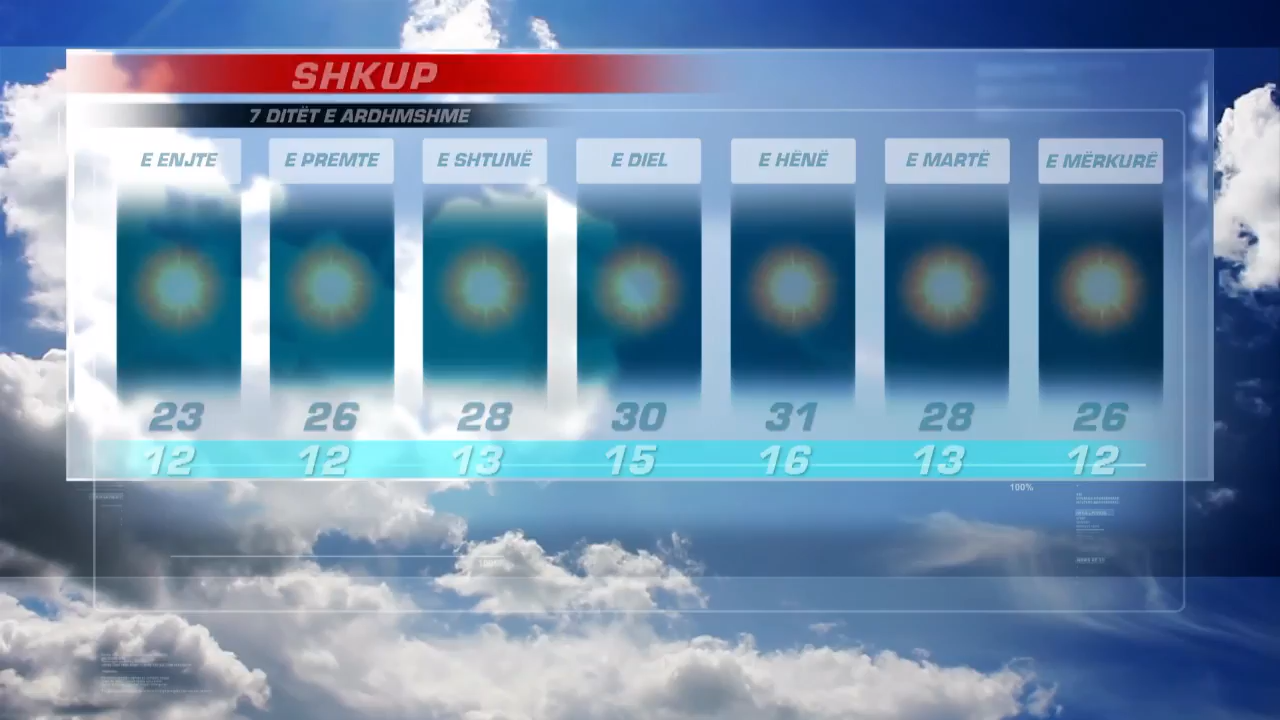 SHKUP
7 DITËT E ARDHMSHME
E ENJTE E PREMTE E SHTUNË E DIEL E HËNË E MARTË E MËRKURË
23 26 28 30 31 28 26
12 12 13 15 16 13 12
100%